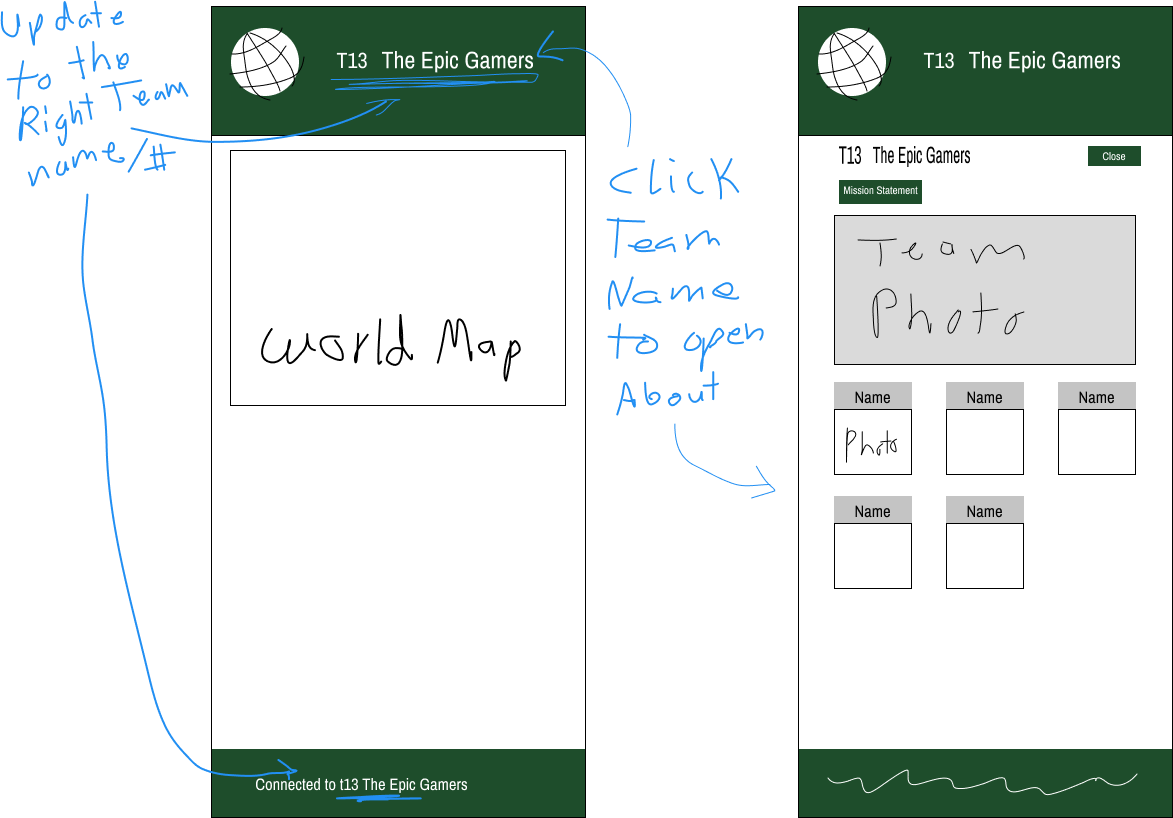 Update
to the
Right Team
name/#
T13 The Epic Gamers
World Map
Connected to t13 The Epic Gamers
Click
Team
Name
to open
About
T13 The Epic Gamers
T13 The Epic Gamers
Close
Mission Statement
Team
Photo
Name
Name
Name
Photo
Name
Name